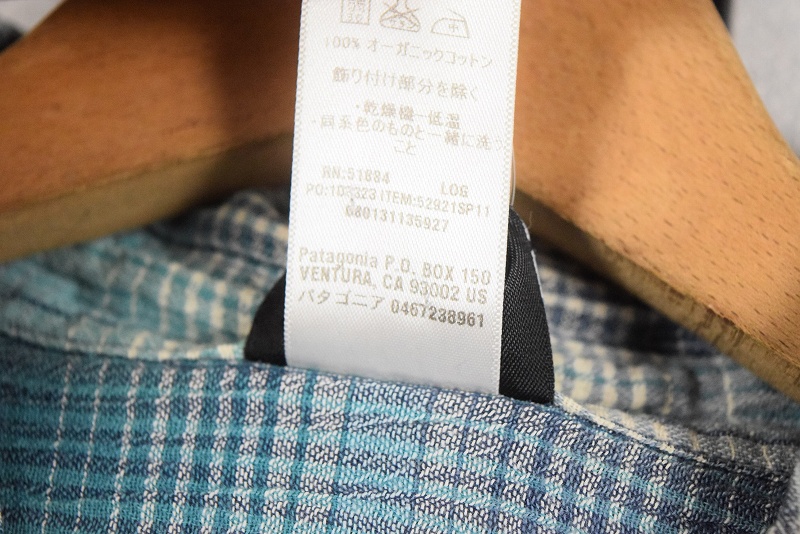 100% オーガニックコットン
飾り付け部分を除く
・乾燥機ー低温
・同系色のものと一緒に洗う
こと
RN:51884 LOG
PO:103323 ITEM:52921SP11
680131135927
Patagonia P.O. BOX 150
VENTURA, CA 93002 US
パタゴニア 0467238961